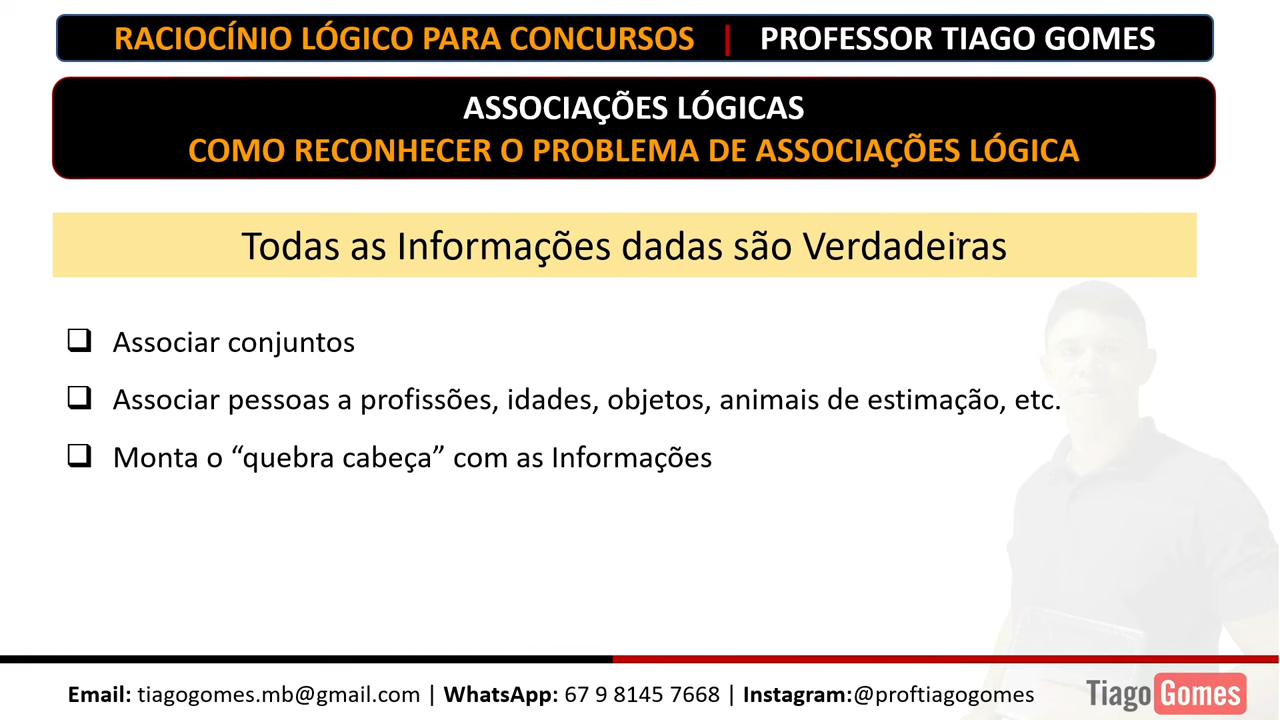 RACIOCÍNIO LÓGICO PARA CONCURSOS | PROFESSOR TIAGO GOMES
ASSOCIAÇÕES LÓGICAS
COMO RECONHECER O PROBLEMA DE ASSOCIAÇÕES LÓGICA
Todas as Informações dadas são Verdadeiras
❑ Associar conjuntos
❑ Associar pessoas a profissões, idades, objetos, animais de estimação, etc.
❑ Monta o “quebra cabeça” com as Informações
Email: tiagogomes.mb@gmail.com | WhatsApp: 67 9 8145 7668 | Instagram:@proftiagogomes
Tiago Gomes